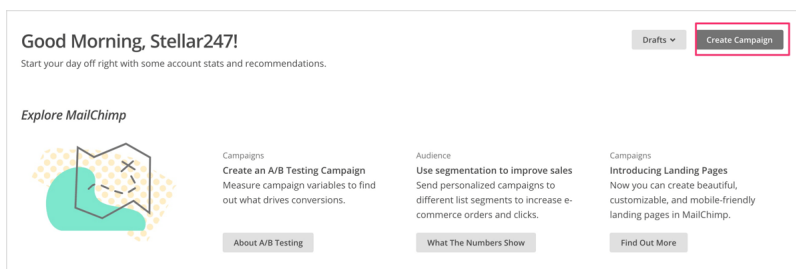 Good Morning, Stellar247!
Drafts
Create Campaign
Start your day off right with some account stats and recommendations.
Explore MailChimp
Campaigns
Create an A/B Testing Campaign
Measure campaign variables to find
out what drives conversions.
About A/B Testing
Audience
Use segmentation to improve sales
Send personalized campaigns to
different list segments to increase e-
commerce orders and clicks.
What The Numbers Show
Campaigns
Introducing Landing Pages
Now you can create beautiful,
customizable, and mobile-friendly
landing pages in MailChimp.
Find Out More